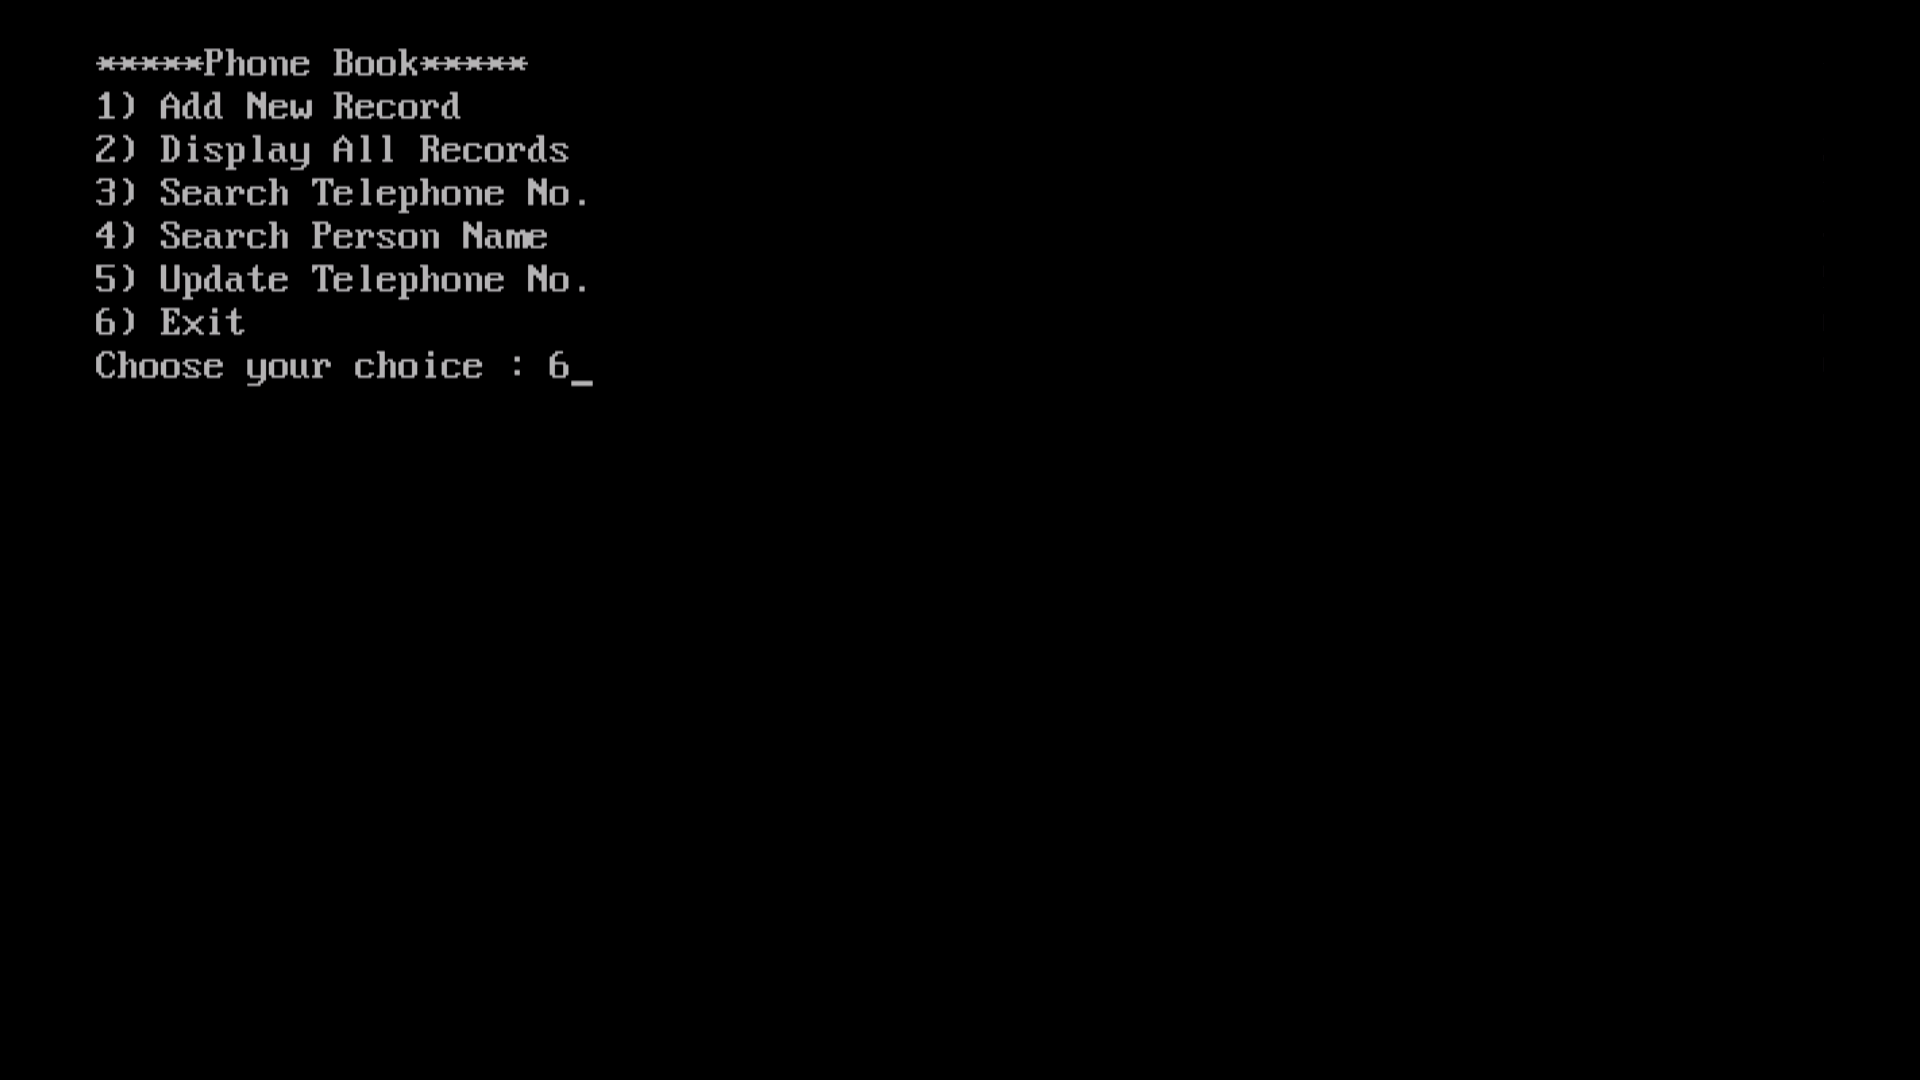 *****Phone Book*****
1) Add New Record
2) Display All Records
3) Search Telephone No.
4) Search Person Name
5) Update Telephone No.
6) Exit
Choose your choice : 6_